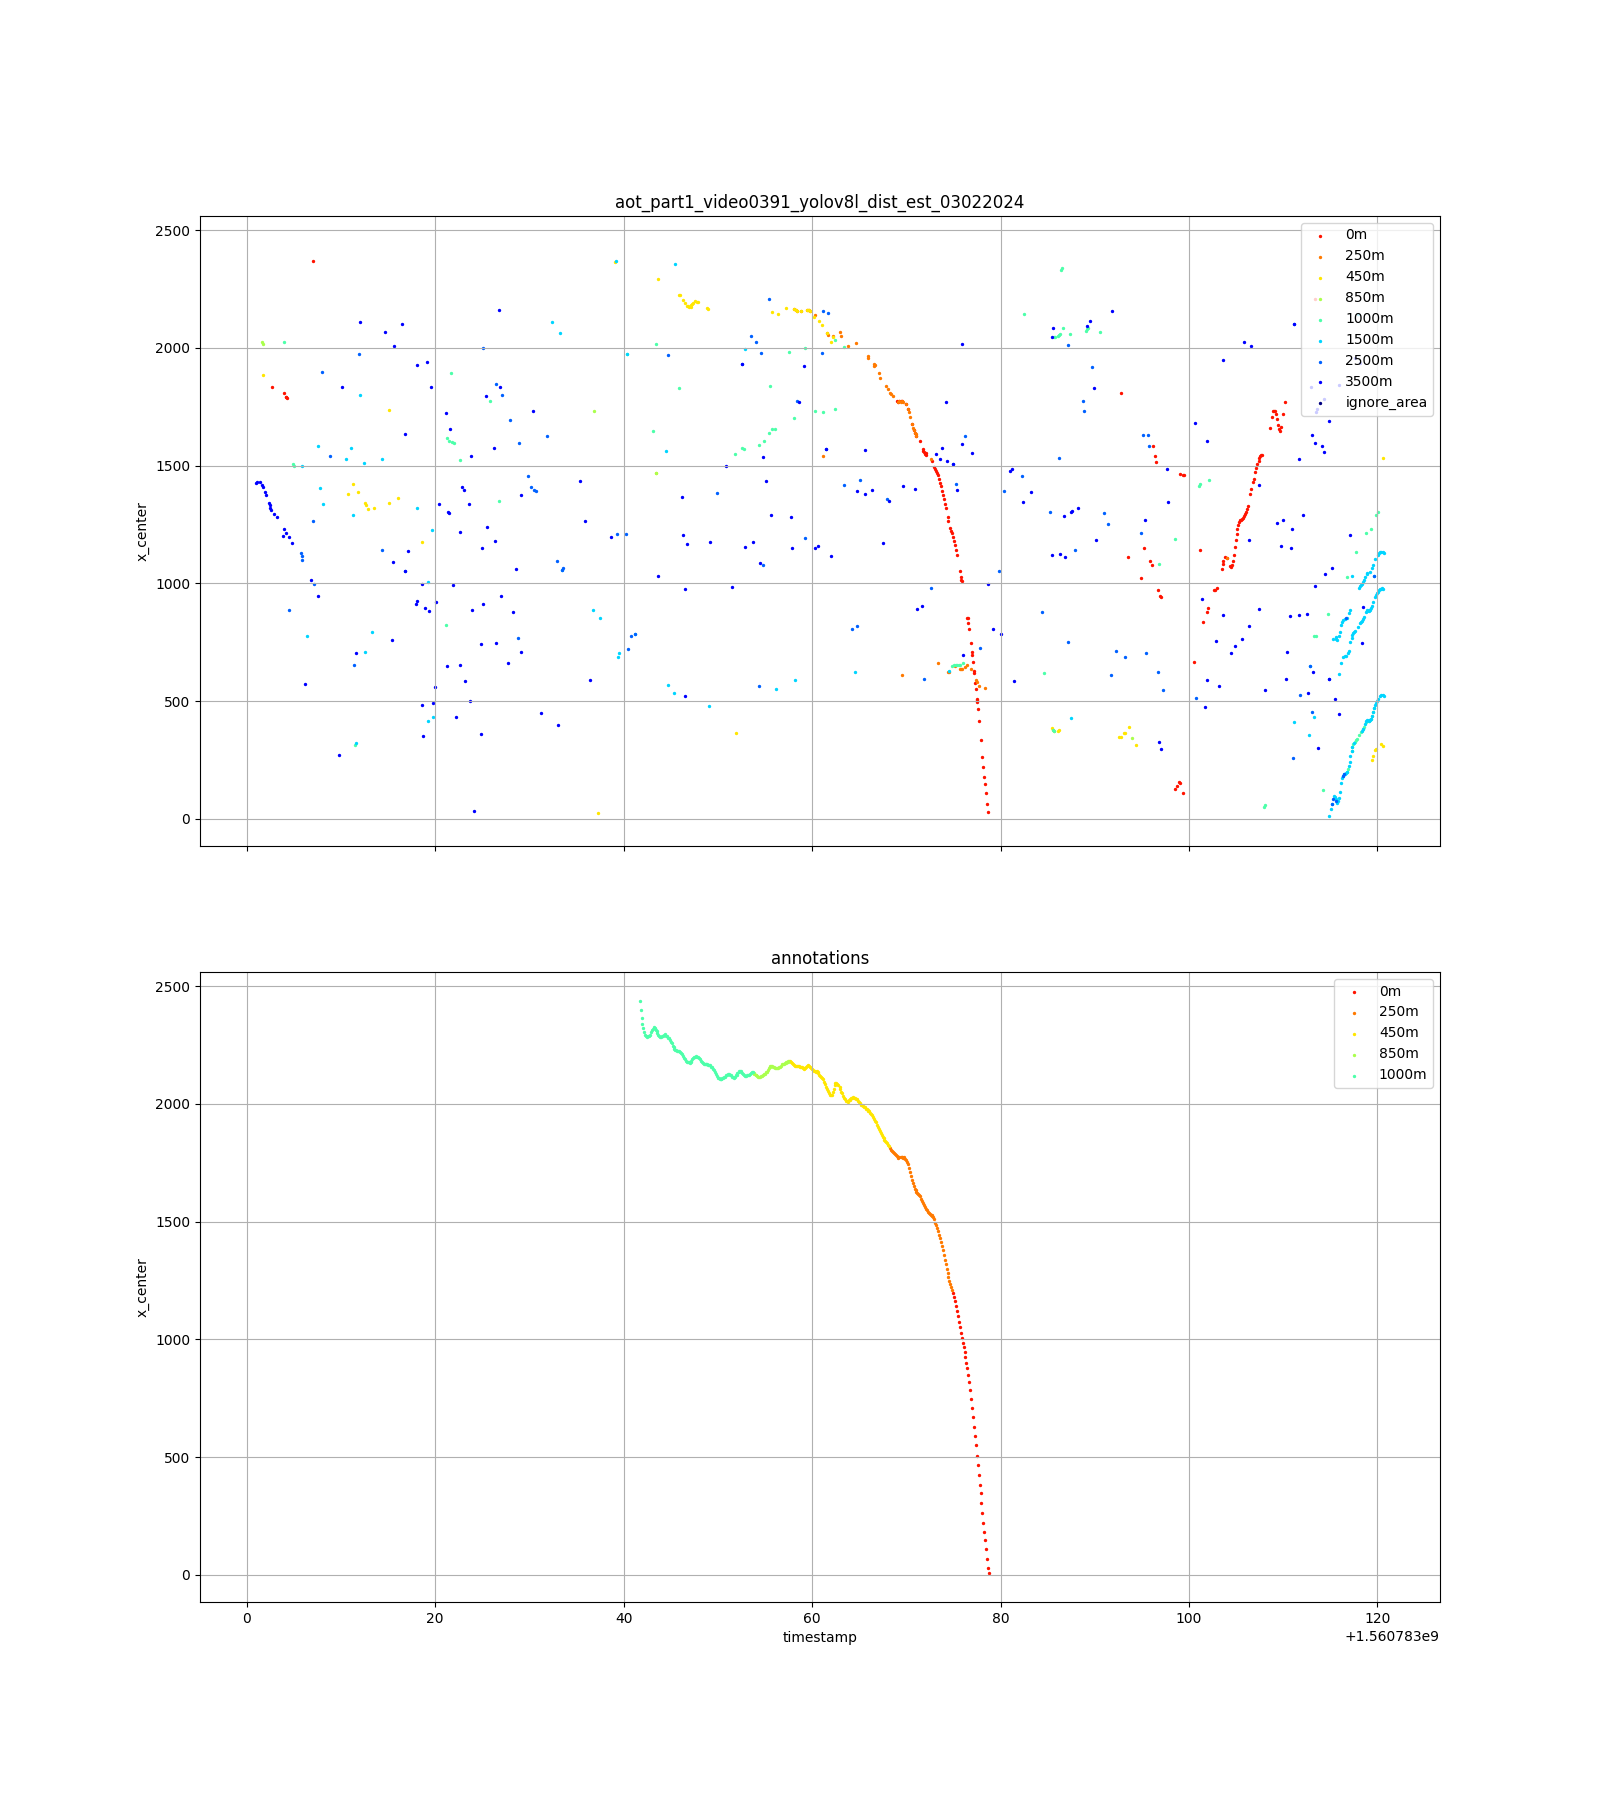 aot_part1_video0391_yolov8l_dist_est_03022024
2500
2000
1500
1000
500
0
x_center
0m
250m
450m
850m
1000m
1500m
2500m
3500m
ignore_area
annotations
2500
2000
1500
1000
500
0
x_center
0m
250m
450m
850m
1000m
0 20 40 60 80 100 120
timestamp
+1.560783e9